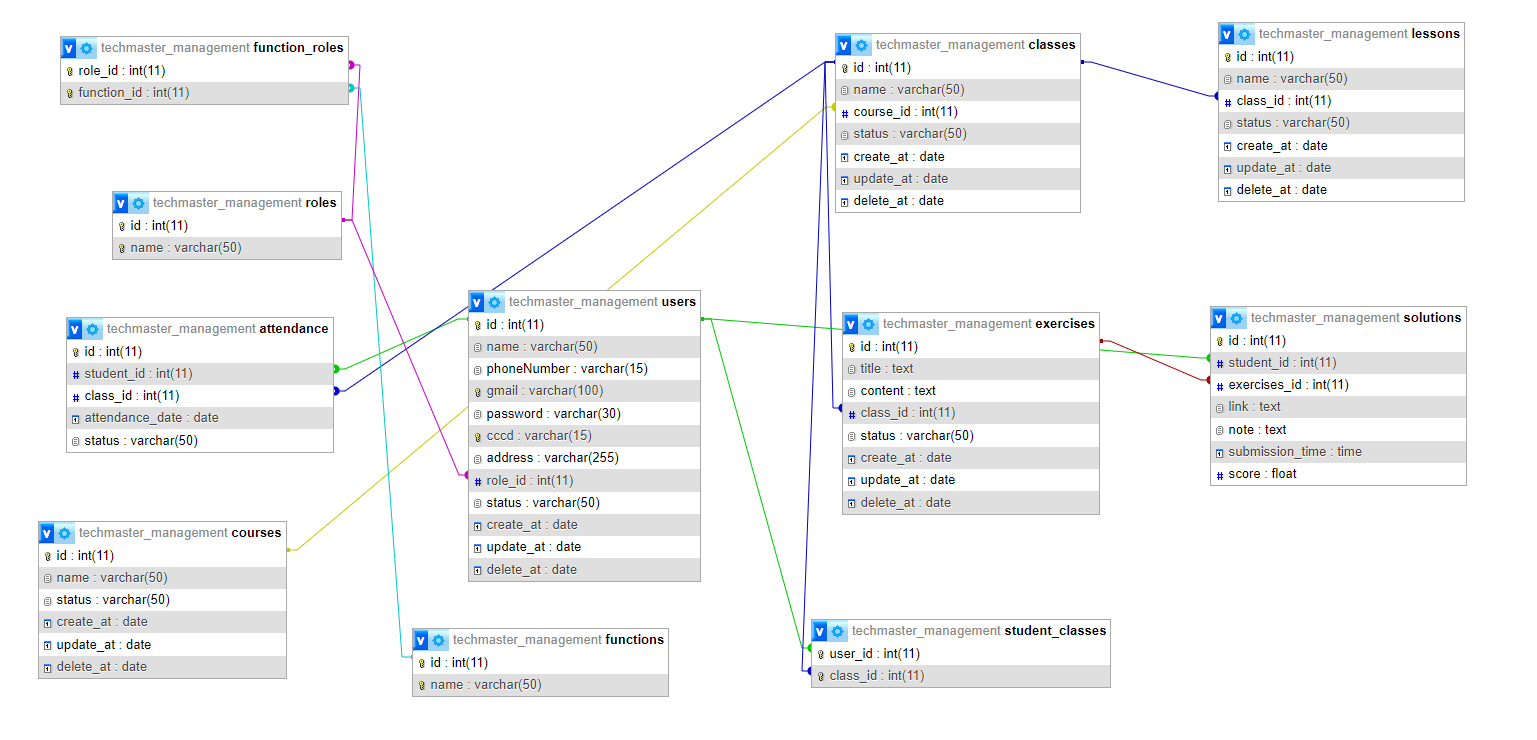 techmaster_management function_roles
role_id : int(11)
function_id : int(11)
techmaster_management roles
id : int(11)
name : varchar(50)
techmaster_management attendance
id : int(11)
student_id : int(11)
class_id : int(11)
attendance_date : date
status : varchar(50)
techmaster_management courses
id : int(11)
name : varchar(50)
status : varchar(50)
create_at : date
update_at : date
delete_at : date
techmaster_management users
id : int(11)
name : varchar(50)
phoneNumber : varchar(15)
gmail : varchar(100)
password : varchar(30)
cccd : varchar(15)
address : varchar(255)
role_id : int(11)
status : varchar(50)
create_at : date
update_at : date
delete_at : date
techmaster_management functions
id : int(11)
name : varchar(50)
techmaster_management classes
id : int(11)
name : varchar(50)
course_id : int(11)
status : varchar(50)
create_at : date
update_at : date
delete_at : date
techmaster_management exercises
id : int(11)
title : text
content : text
class_id : int(11)
status : varchar(50)
create_at : date
update_at : date
delete_at : date
techmaster_management student_classes
user_id : int(11)
class_id : int(11)
techmaster_management lessons
id : int(11)
name : varchar(50)
class_id : int(11)
status : varchar(50)
create_at : date
update_at : date
delete_at : date
techmaster_management solutions
id : int(11)
student_id : int(11)
exercises_id : int(11)
link : text
note : text
submission_time : time
score : float